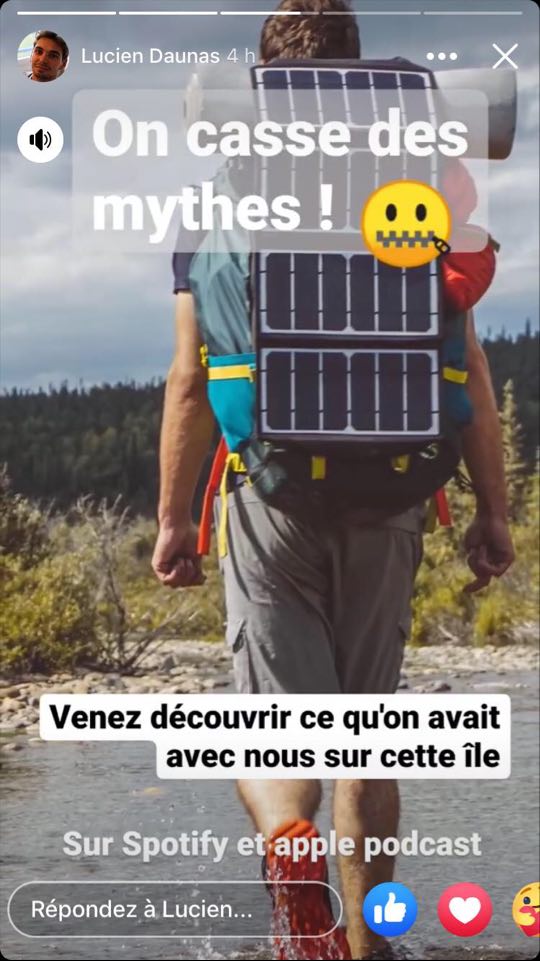 Lucien Daunas 4 h
On casse des
mythes !
Venez découvrir ce qu'on avait
avec nous sur cette île
Sur Spotify et apple podcast
Répondez à Lucien...